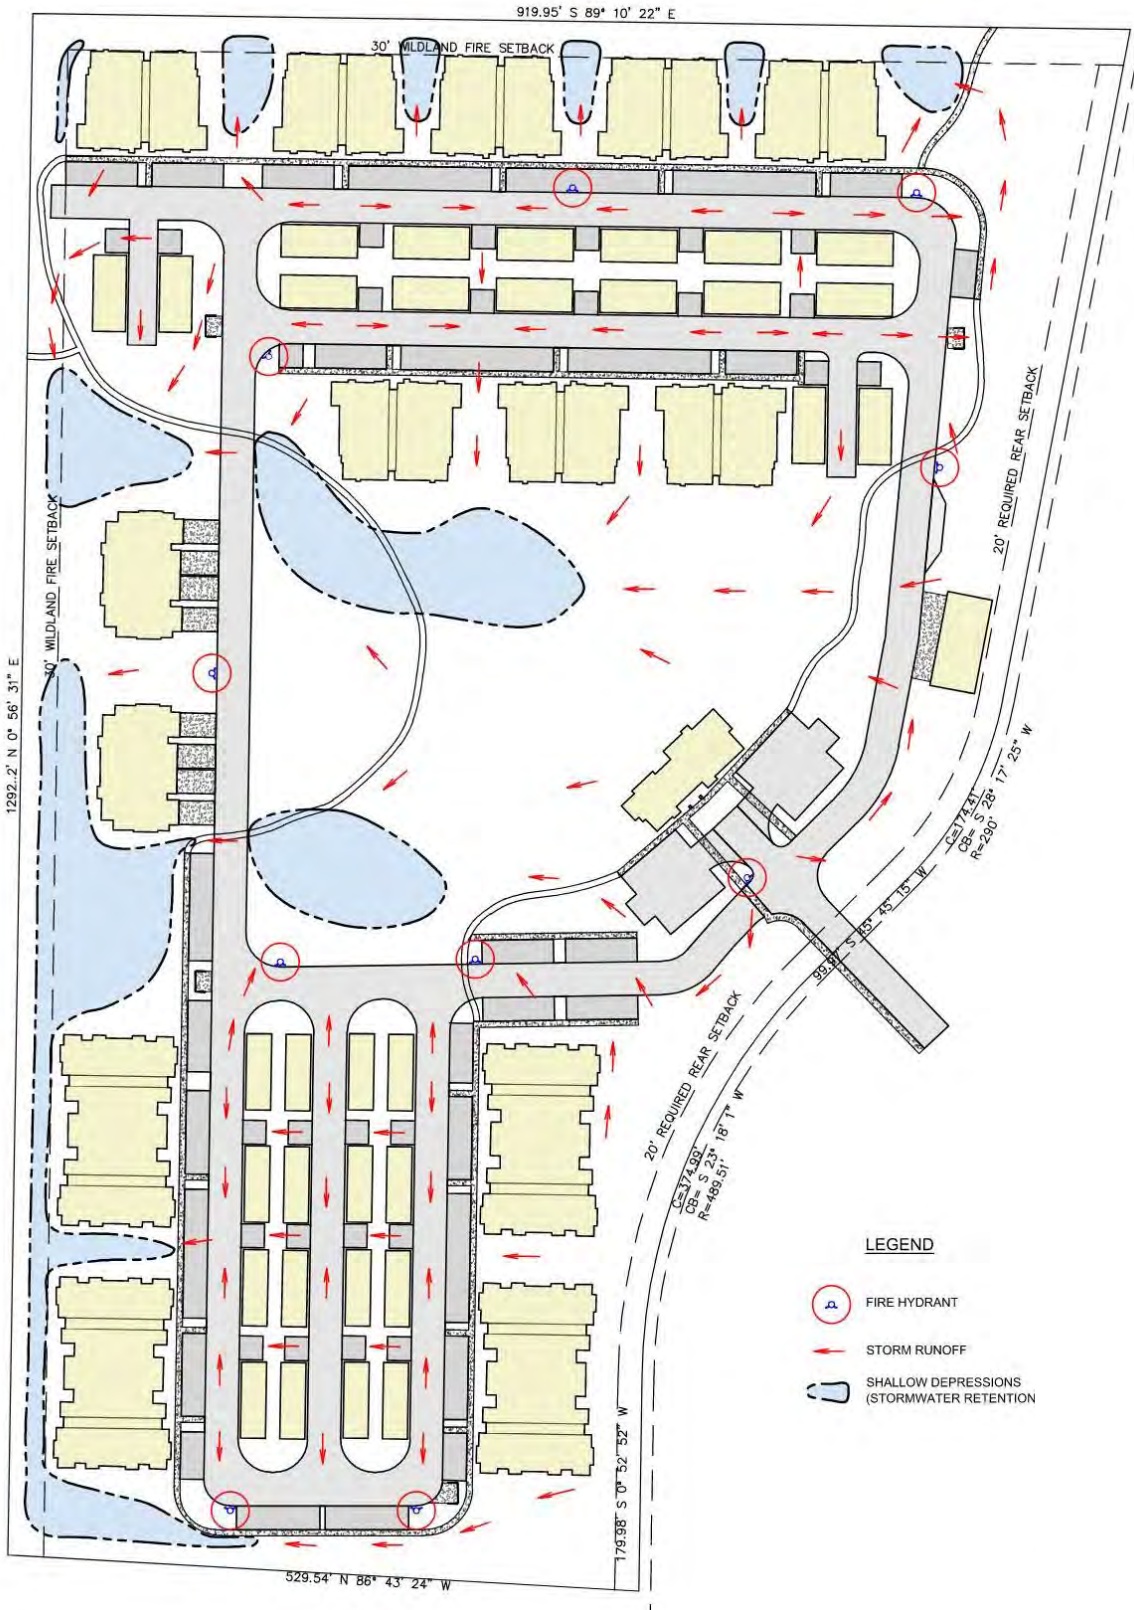 919.95' S 89° 10' 22" E
30' WILDLAND FIRE SETBACK
20' REQUIRED REAR SETBACK
30' WILDLAND FIRE SETBACK
1292..2' N 0° 56' 31" E
C=174.41'
CB= S 28° 17' 25" W
R=290'
S 45° 45' 15" W
20' REQUIRED REAR SETBACK
C=374.99'
CB= S 23° 18' 1" W
R=489.51'
LEGEND
FIRE HYDRANT
STORM RUNOFF
SHALLOW DEPRESSIONS
(STORMWATER RETENTION
179.98' S 0° 52' 52" W
529.54' N 86° 43' 24" W